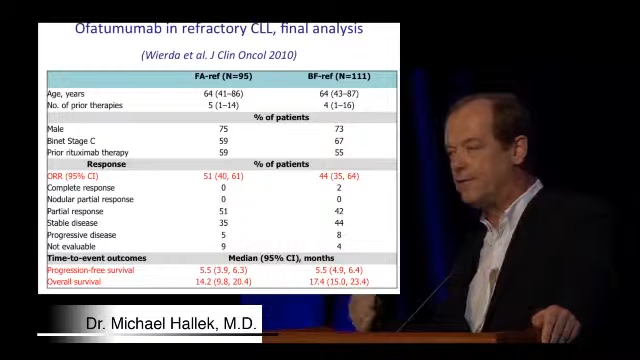 Ofatumumab in refractory CLL, final analysis
(Wierda et al. J Clin Oncol 2010)
FA-ref (N=95) BF-ref (N=111)
Age, years 64 (41–86) 64 (43–87)
No. of prior therapies 5 (1–14) 4 (1–16)
% of patients
Male 75 73
Binet Stage C 59 67
Prior rituximab therapy 59 55
Response % of patients
ORR (95% CI) 51 (40, 61) 44 (35, 64)
Complete response 0 2
Nodular partial response 0 0
Partial response 51 42
Stable disease 35 44
Progressive disease 5 8
Not evaluable 9 4
Time-to-event outcomes Median (95% CI), months
Progression-free survival 5.5 (3.9, 6.3) 5.5 (4.9, 6.4)
Overall survival 14.2 (9.8, 20.4) 17.4 (15.0, 23.4)
Dr. Michael Hallek, M.D.